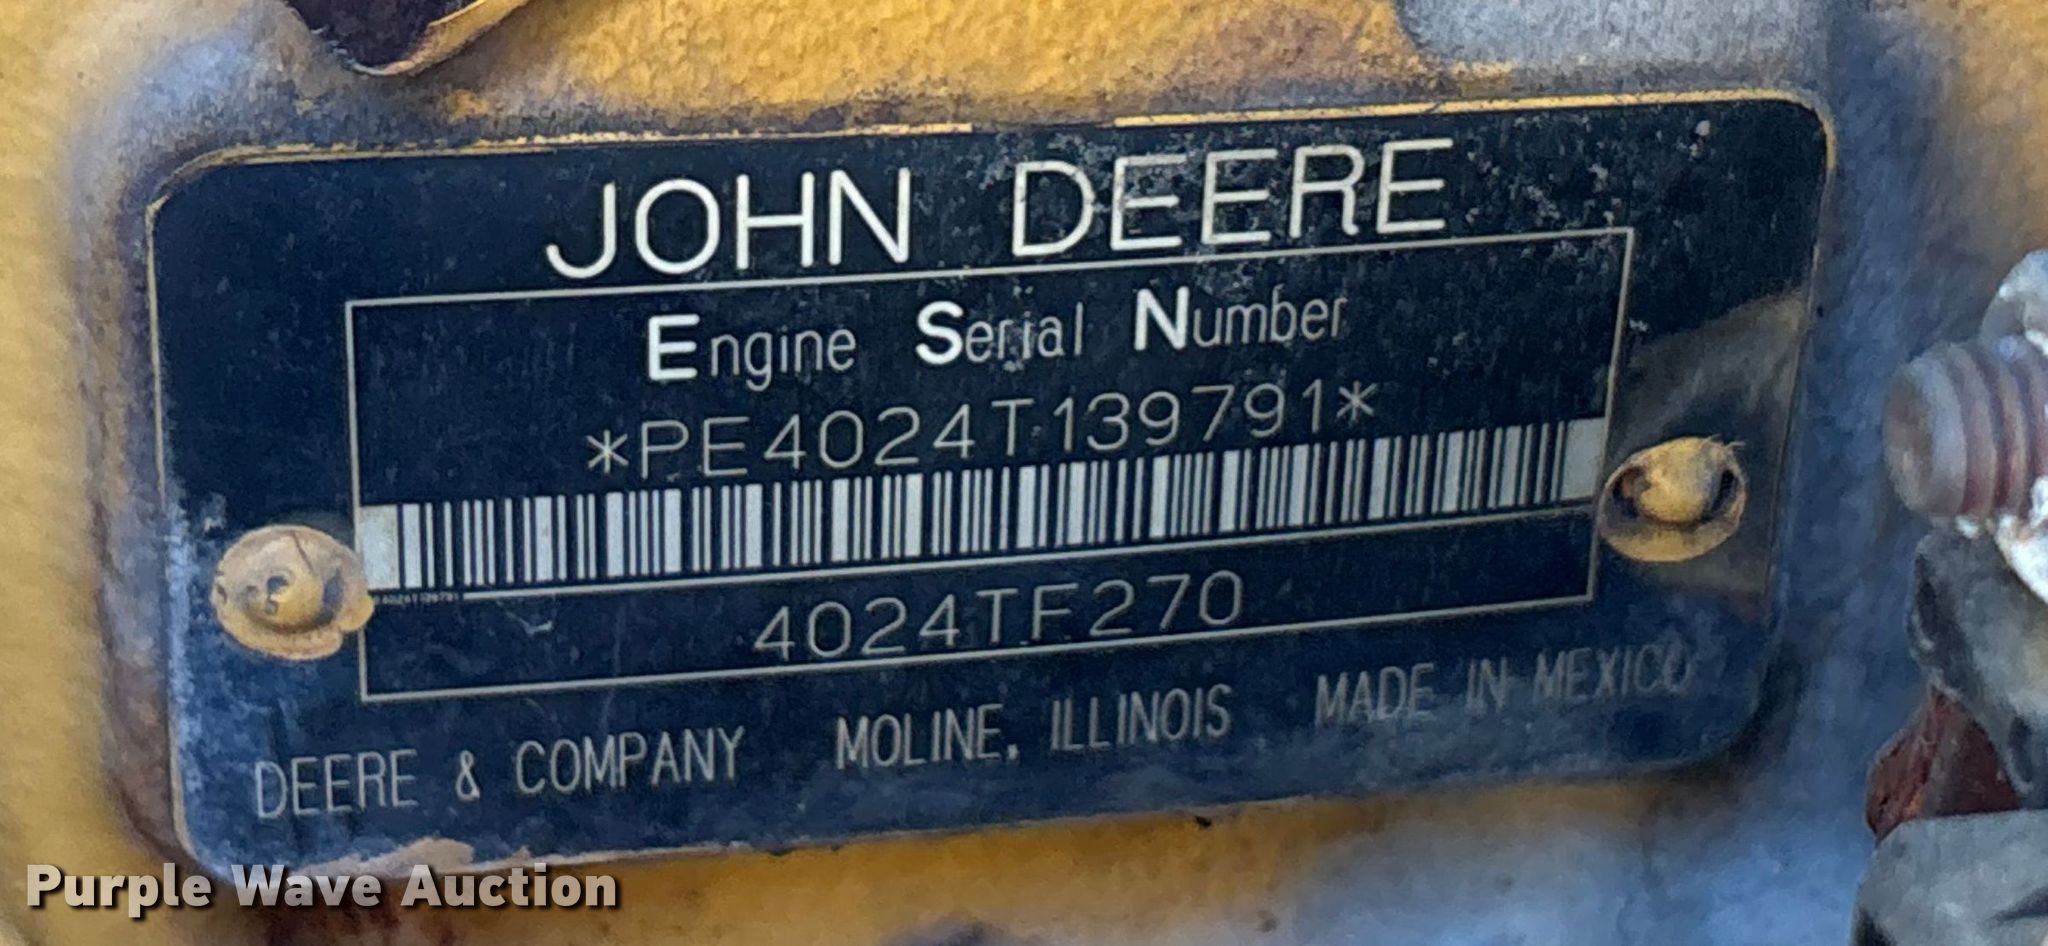 JOHN DEERE
Engine Serial Number
*PE4024T139791*
4024TF270
DEERE & COMPANY MOLINE, ILLINOIS MADE IN MEXICO
Purple Wave Auction